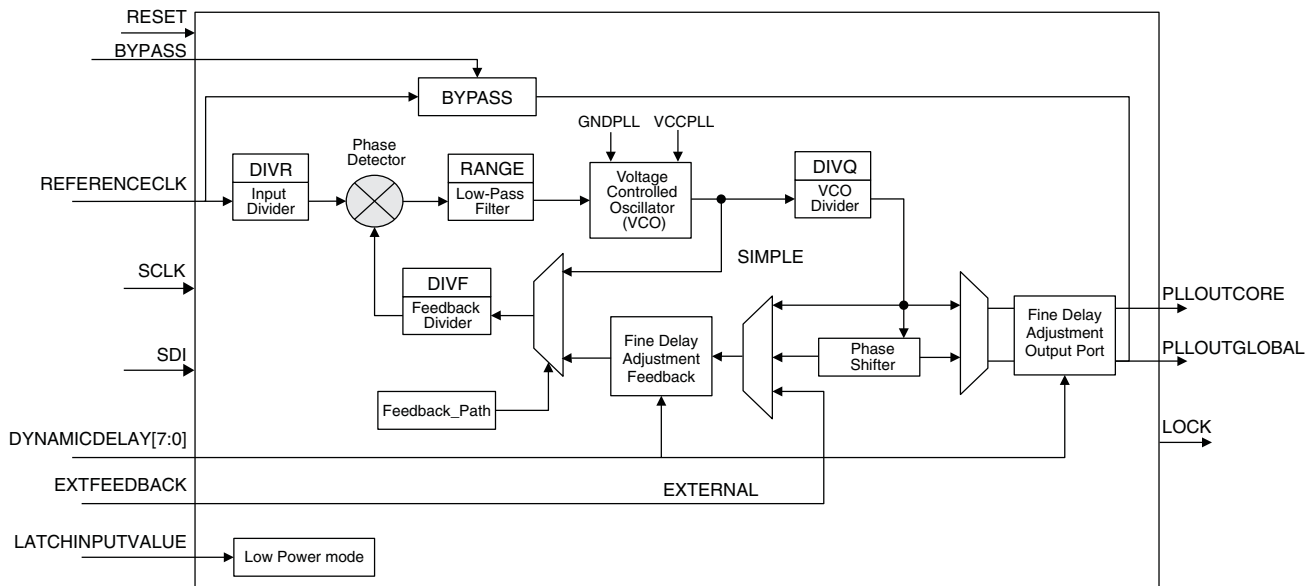 RESET
BYPASS
BYPASS
GNDPLL
VCCPLL
Phase
Detector
DIVR
Input
Divider
RANGE
Low-Pass
Filter
Voltage
Controlled
Oscillator
(VCO)
DIVQ
VCO
Divider
REFERENCECLK
SIMPLE
SCLK
DIVF
Feedback
Divider
Fine Delay
Adjustment
Feedback
Phase
Shifter
Fine Delay
Adjustment
Output Port
PLLOUTCORE
PLLOUTGLOBAL
SDI
Feedback_Path
DYNAMICDELAY[7:0]
LOCK
EXTFEEDBACK
EXTERNAL
LATCHINPUTVALUE
Low Power mode